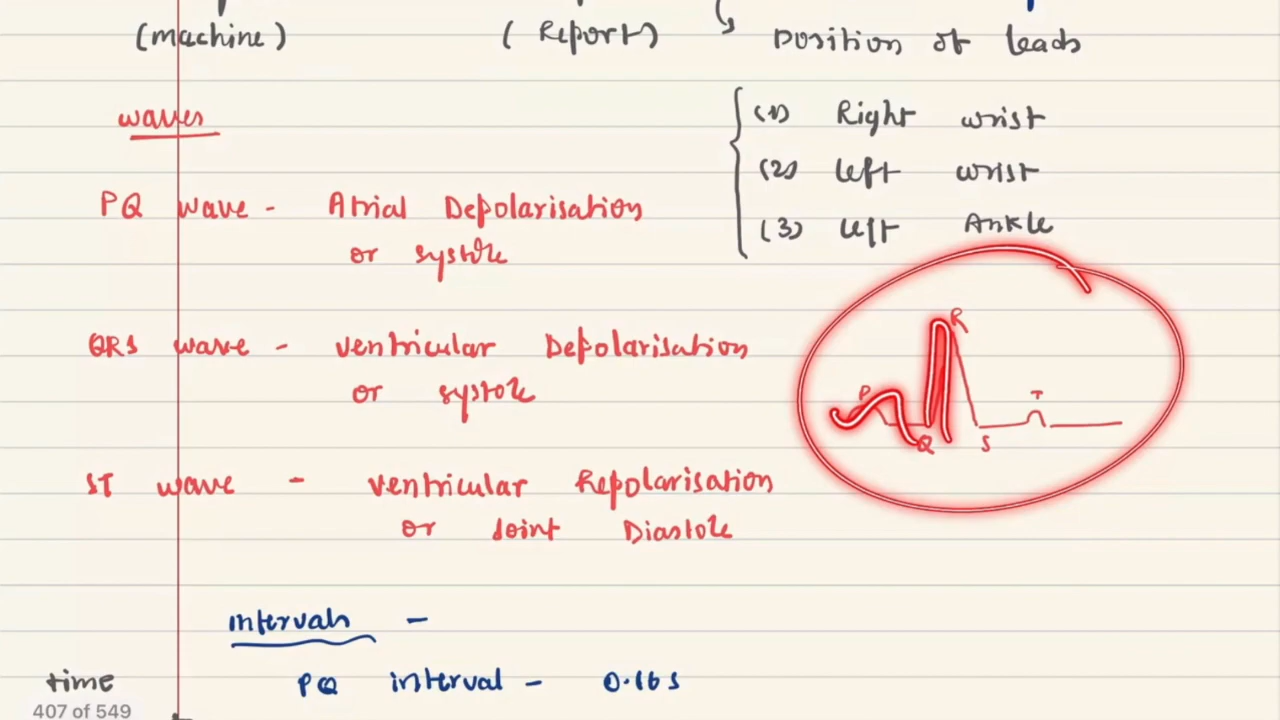 (machine)
(Report)
Position of leads
waves
(1) Right wrist
(2) left wrist
(3) left Ankle
PQ wave - Atrial Depolarisation
or systole
QRS wave - ventricular Depolarisation
or systole
ST wave - ventricular Repolarisation
or Joint Diastole
P Q R S T
intervals -
PQ interval - 0.16 s
time
407 of 549